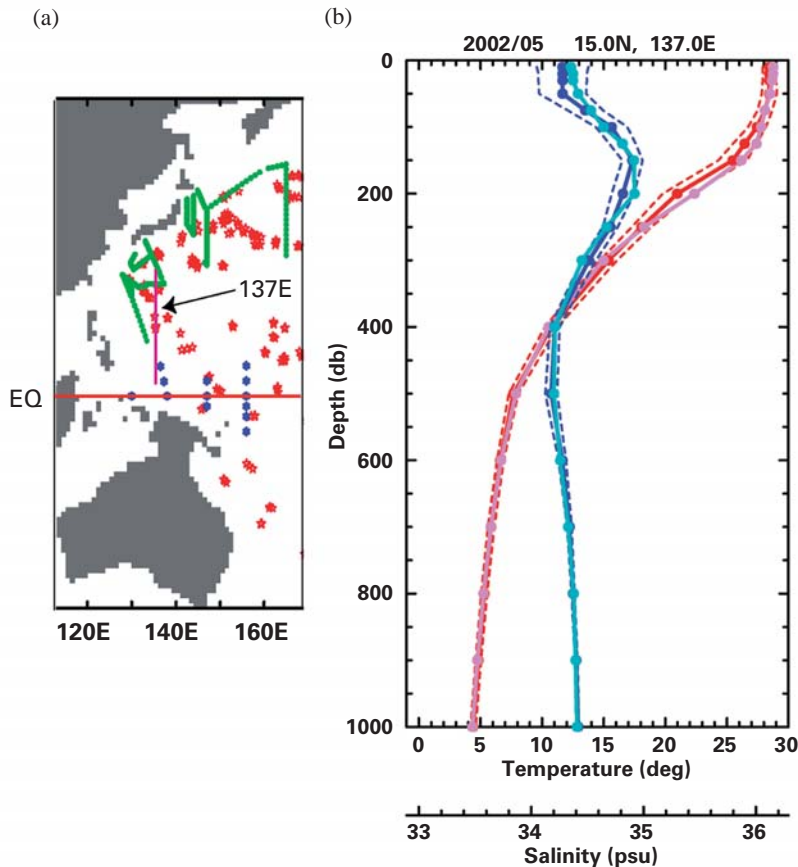 (a)
137E
EQ
120E 140E 160E
(b)
2002/05 15.0N, 137.0E
0
200
400
600
800
1000
Depth (db)
0 5 10 15 20 25 30
Temperature (deg)
33 34 35 36
Salinity (psu)